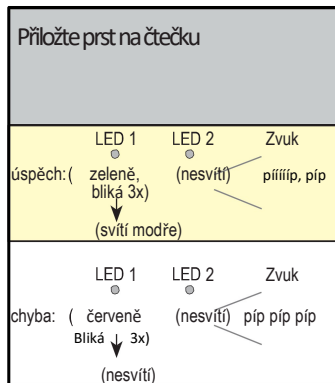 Přiložte prst na čtečku
LED 1 LED 2 Zvuk
úspěch: ( zeleně, (nesvítí) píííííp, píp
bliká 3x)
(svítí modře)
LED 1 LED 2 Zvuk
chyba: ( červeně (nesvítí) píp píp píp
Bliká 3x)
(nesvítí)